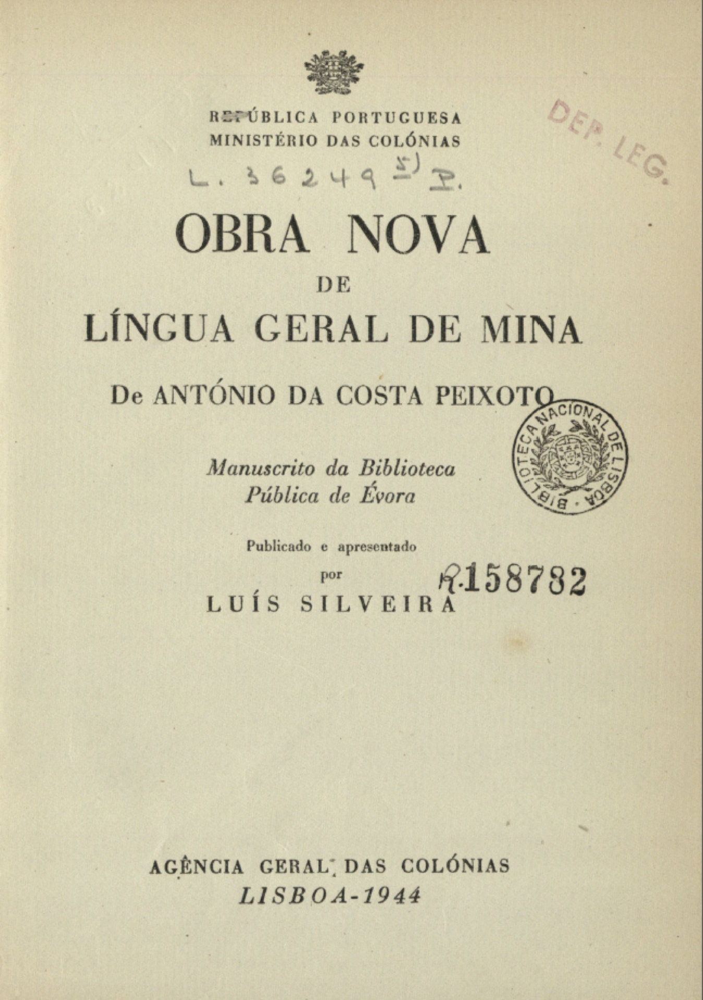 REPÚBLICA PORTUGUESA
MINISTÉRIO DAS COLÓNIAS
DEP. LEG.
L. 36249 5) P.
OBRA NOVA
DE
LÍNGUA GERAL DE MINA
De ANTÓNIO DA COSTA PEIXOTO
BIBLIOTECA NACIONAL DE LISBOA
Manuscrito da Biblioteca
Pública de Évora
Publicado e apresentado
por
R.158782
LUÍS SILVEIRA
AGÊNCIA GERAL DAS COLÓNIAS
LISBOA-1944